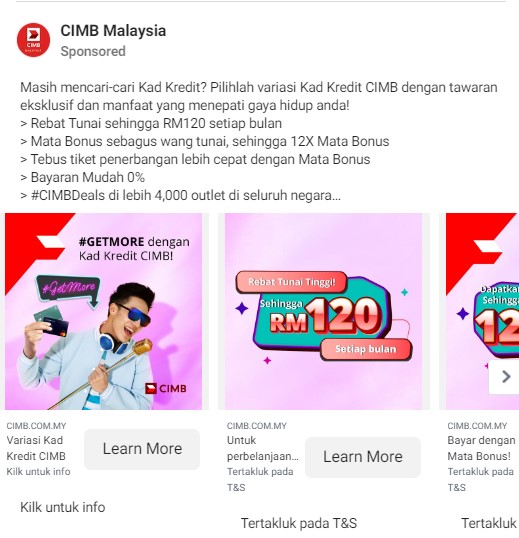 CIMB Malaysia
Sponsored
Masih mencari-cari Kad Kredit? Pilihlah variasi Kad Kredit CIMB dengan tawaran
eksklusif dan manfaat yang menepati gaya hidup anda!
> Rebat Tunai sehingga RM120 setiap bulan
> Mata Bonus sebagus wang tunai, sehingga 12X Mata Bonus
> Tebus tiket penerbangan lebih cepat dengan Mata Bonus
> Bayaran Mudah 0%
> #CIMBDeals di lebih 4,000 outlet di seluruh negara...
#GETMORE dengan
Kad Kredit CIMB!
#GetMore
CIMB
CIMB.COM.MY
Variasi Kad
Kredit CIMB
Kilk untuk info
Learn More
Kilk untuk info
Rebat Tunai Tinggi!
Sehingga
RM120
Setiap bulan
CIMB.COM.MY
Untuk
perbelanjaan...
Tertakluk pada
T&S
Learn More
Tertakluk pada T&S
Sehingga
12
CIMB.COM.MY
Bayar dengan
Mata Bonus!
Tertakluk pada
T&S
Tertakluk